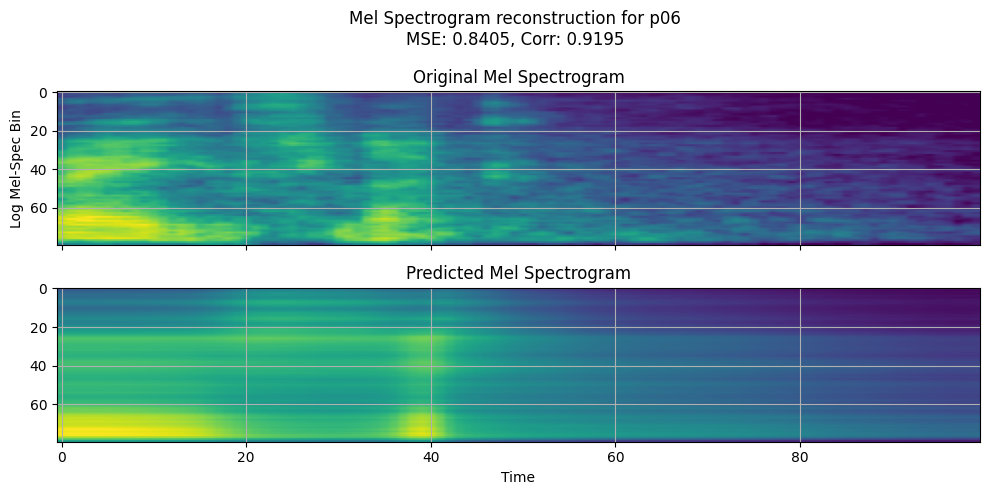 Mel Spectrogram reconstruction for p06
MSE: 0.8405, Corr: 0.9195
Original Mel Spectrogram
0
20
40
60
Log Mel-Spec Bin
Predicted Mel Spectrogram
0
20
40
60
0 20 40 60 80
Time